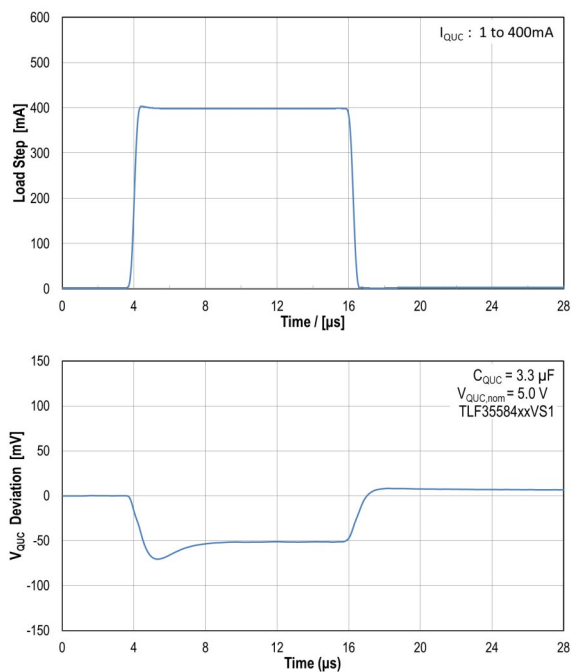 I_QUC : 1 to 400mA
Load Step [mA]
600
500
400
300
200
100
0
0 4 8 12 16 20 24 28
Time / [µs]
C_QUC = 3.3 µF
V_QUC,nom = 5.0 V
TLF35584xxVS1
V_QUC Deviation [mV]
150
100
50
0
-50
-100
-150
0 4 8 12 16 20 24 28
Time (µs)